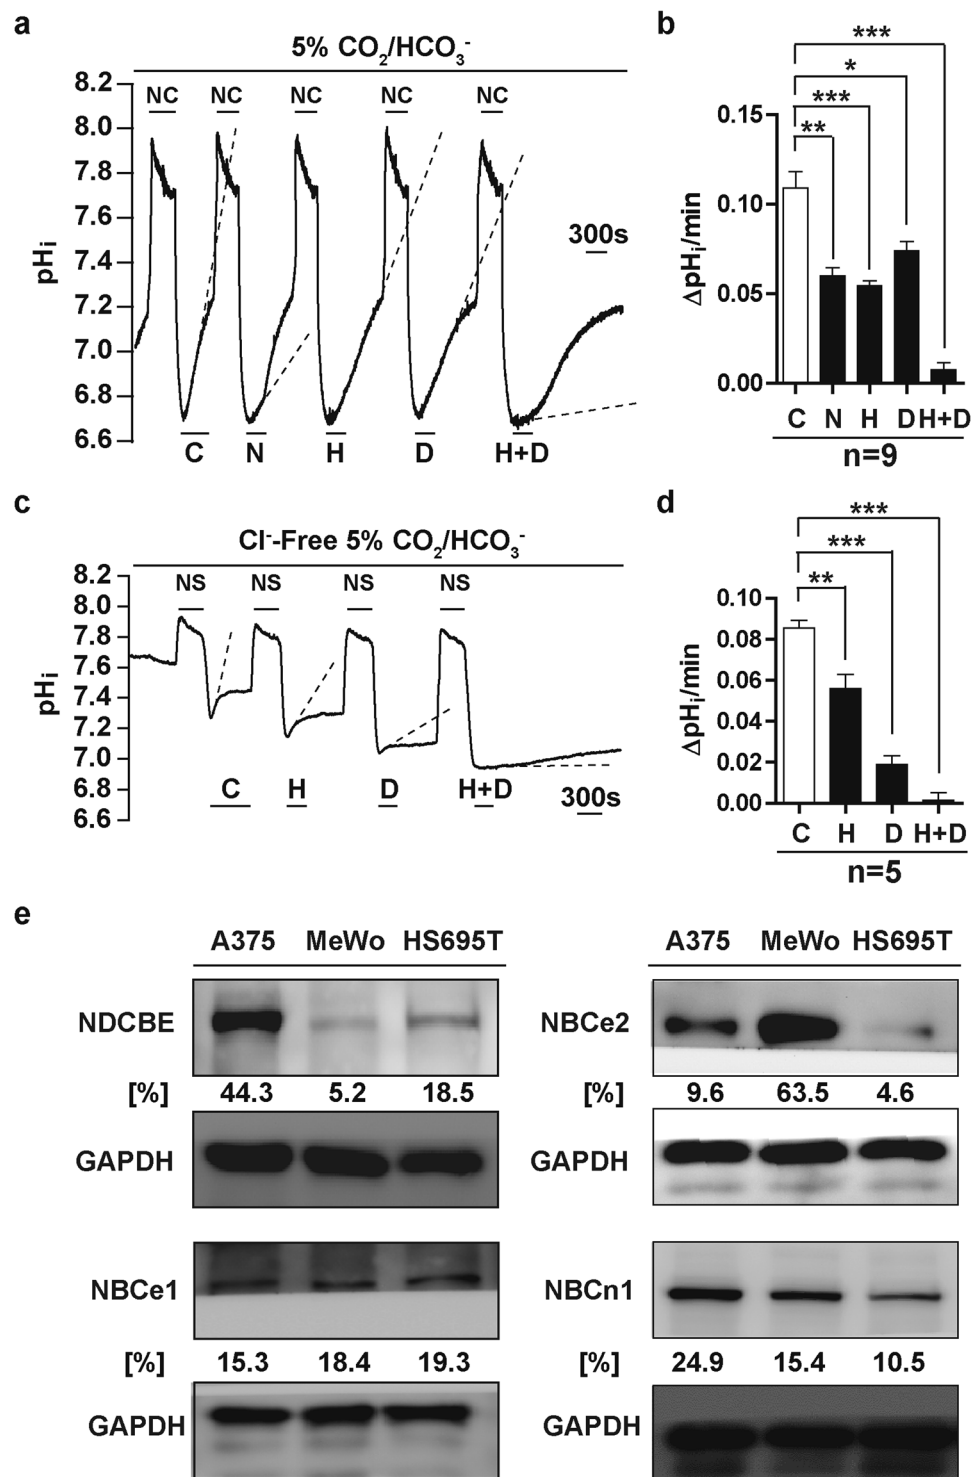 a
5% CO₂/HCO₃⁻
8.2
8.0
7.8
7.6
7.4
7.2
7.0
6.8
6.6
pHᵢ
NC NC NC NC NC
300s
C N H D H+D
b
***
*
***
**
0.15
0.10
0.05
0.00
ΔpHᵢ/min
C N H D H+D
n=9
c
Cl⁻-Free 5% CO₂/HCO₃⁻
8.2
8.0
7.8
7.6
7.4
7.2
7.0
6.8
6.6
pHᵢ
NS NS NS NS
C H D H+D
300s
d
***
***
**
0.10
0.08
0.06
0.04
0.02
0.00
ΔpHᵢ/min
C H D H+D
n=5
e
A375 MeWo HS695T
NDCBE
[%] 44.3 5.2 18.5
GAPDH
NBCe1
[%] 15.3 18.4 19.3
GAPDH
A375 MeWo HS695T
NBCe2
[%] 9.6 63.5 4.6
GAPDH
NBCn1
[%] 24.9 15.4 10.5
GAPDH